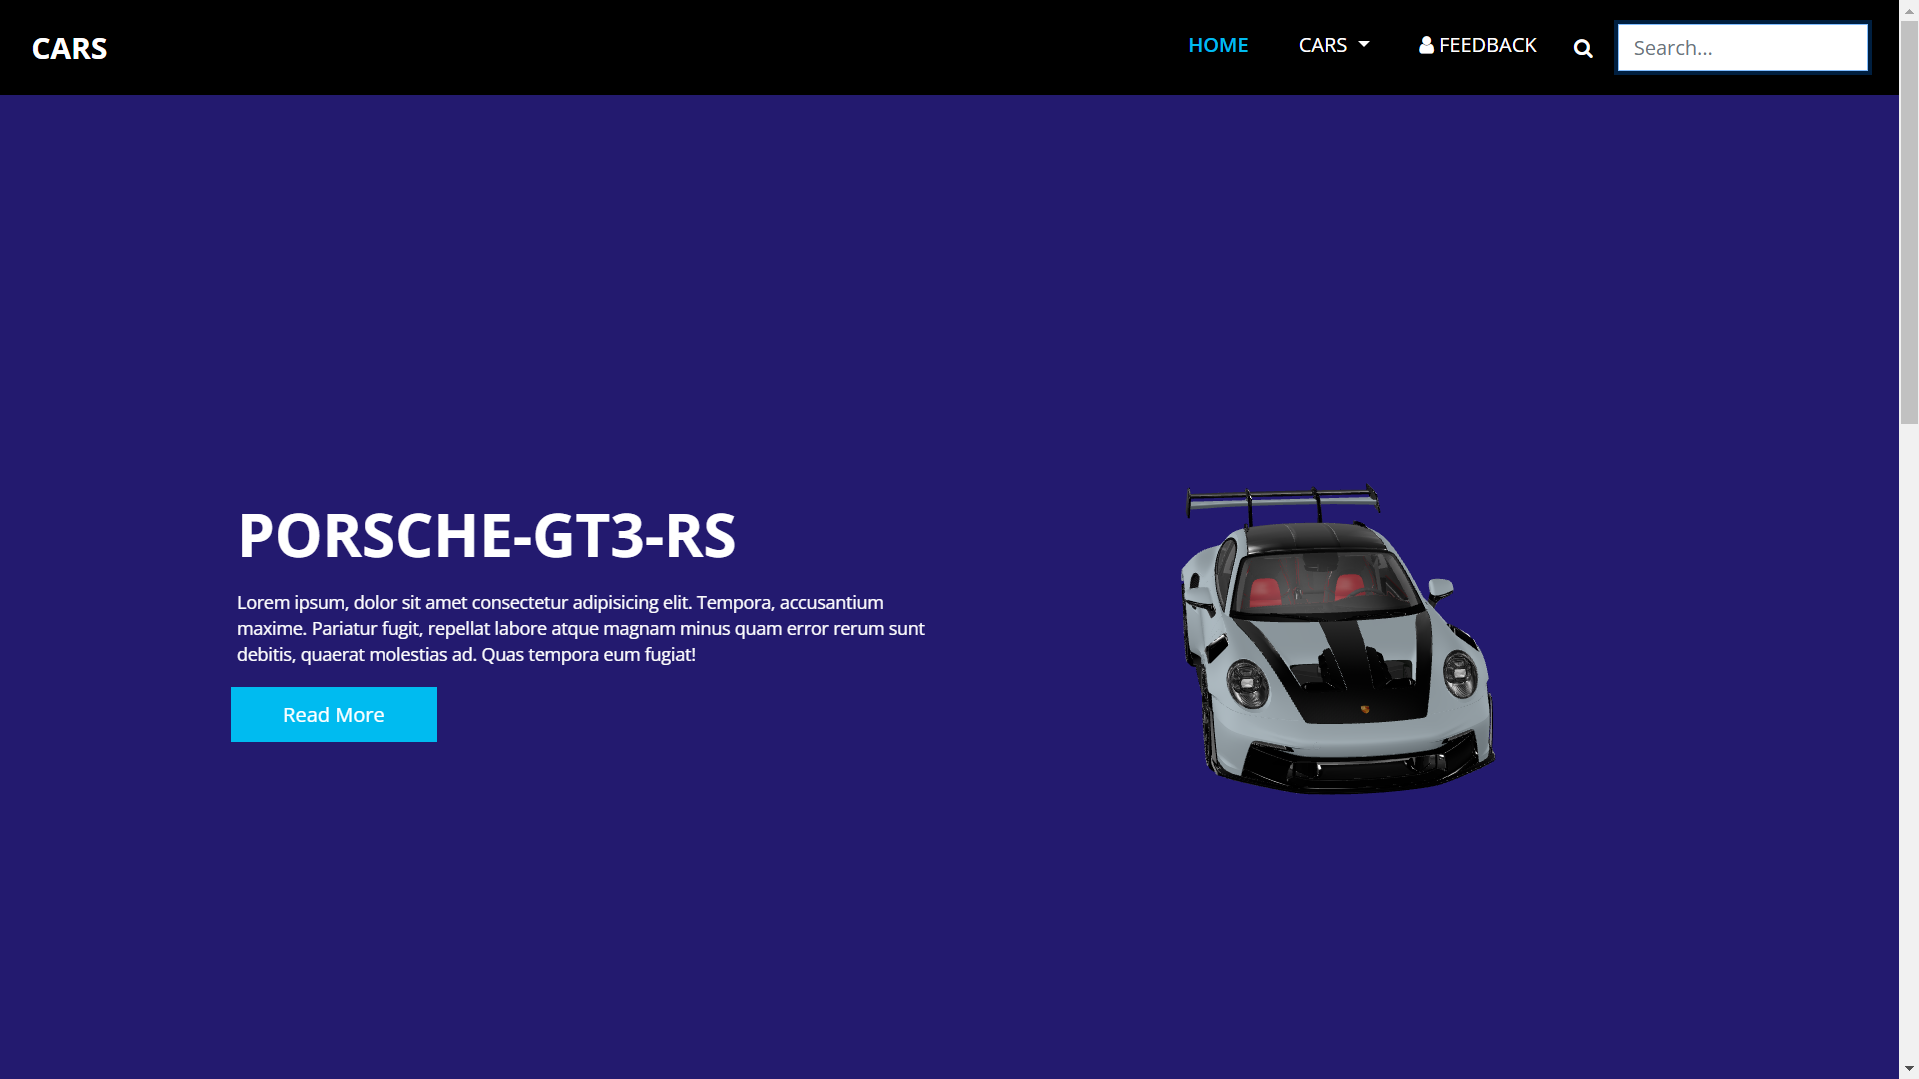 CARS
HOME
CARS
FEEDBACK
Search...
PORSCHE-GT3-RS
Lorem ipsum, dolor sit amet consectetur adipisicing elit. Tempora, accusantium
maxime. Pariatur fugit, repellat labore atque magnam minus quam error rerum sunt
debitis, quaerat molestias ad. Quas tempora eum fugiat!
Read More